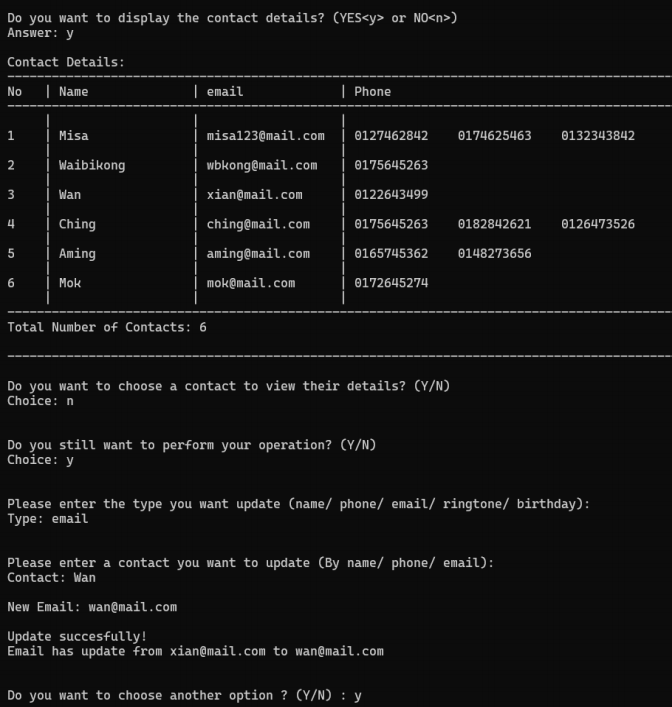 Do you want to display the contact details? (YES<y> or NO<n>)
Answer: y
Contact Details:
No | Name | email | Phone
1 | Misa | misa123@mail.com | 0127462842 0174625463 0132343842
2 | Waibikong | wbkong@mail.com | 0175645263
3 | Wan | xian@mail.com | 0122643499
4 | Ching | ching@mail.com | 0175645263 0182842621 0126473526
5 | Aming | aming@mail.com | 0165745362 0148273656
6 | Mok | mok@mail.com | 0172645274
Total Number of Contacts: 6
Do you want to choose a contact to view their details? (Y/N)
Choice: n
Do you still want to perform your operation? (Y/N)
Choice: y
Please enter the type you want update (name/ phone/ email/ ringtone/ birthday):
Type: email
Please enter a contact you want to update (By name/ phone/ email):
Contact: Wan
New Email: wan@mail.com
Update succesfully!
Email has update from xian@mail.com to wan@mail.com
Do you want to choose another option ? (Y/N) : y